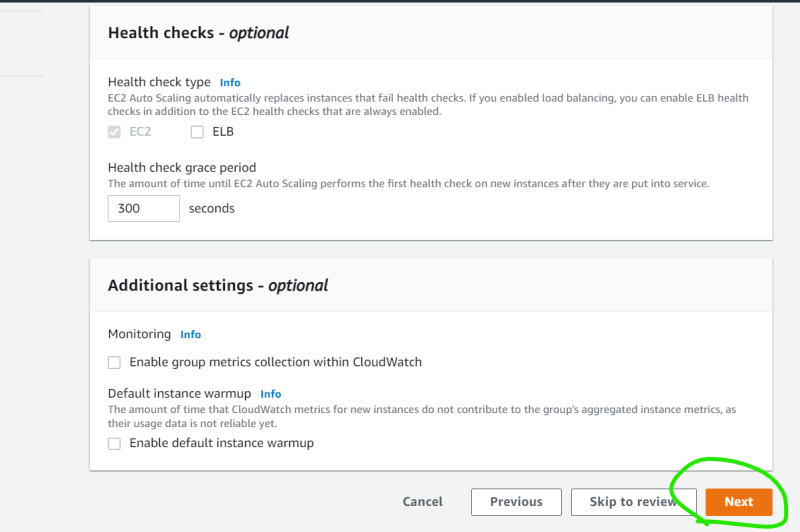 Health checks - optional
Health check type Info
EC2 Auto Scaling automatically replaces instances that fail health checks. If you enabled load balancing, you can enable ELB health
checks in addition to the EC2 health checks that are always enabled.
EC2 ELB
Health check grace period
The amount of time until EC2 Auto Scaling performs the first health check on new instances after they are put into service.
300 seconds
Additional settings - optional
Monitoring Info
Enable group metrics collection within CloudWatch
Default instance warmup Info
The amount of time that CloudWatch metrics for new instances do not contribute to the group's aggregated instance metrics, as
their usage data is not reliable yet.
Enable default instance warmup
Cancel Previous Skip to review Next